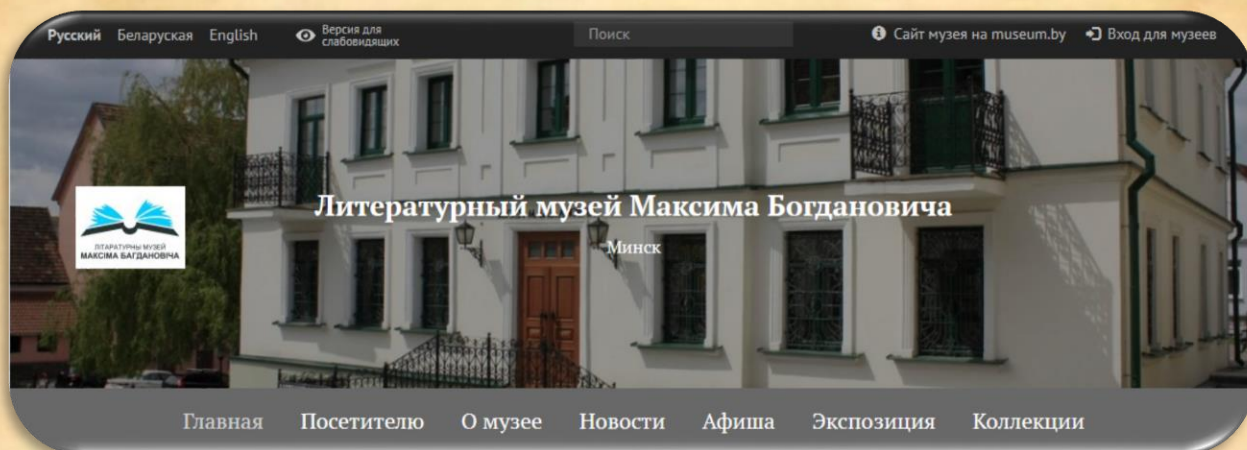 Русский Беларуская English Версия для Поиск Сайт музея на museum.by Вход для музеев
слабовидящих
Литературный музей Максима Богдановича
Минск
ЛІТАРАТУРНЫ МУЗЕЙ
МАКСІМА БАГДАНОВІЧА
Главная Посетителю О музее Новости Афиша Экспозиция Коллекции